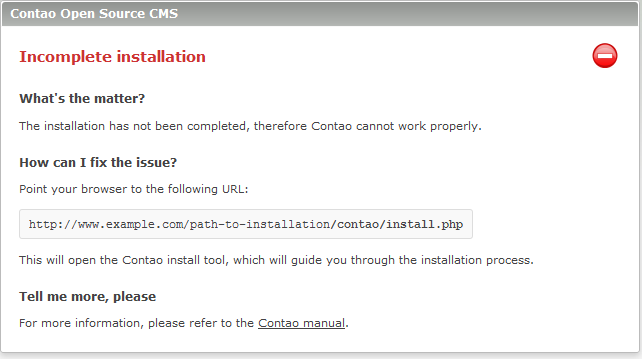 Contao Open Source CMS
Incomplete installation
What's the matter?
The installation has not been completed, therefore Contao cannot work properly.
How can I fix the issue?
Point your browser to the following URL:
http://www.example.com/path-to-installation/contao/install.php
This will open the Contao install tool, which will guide you through the installation process.
Tell me more, please
For more information, please refer to the Contao manual.